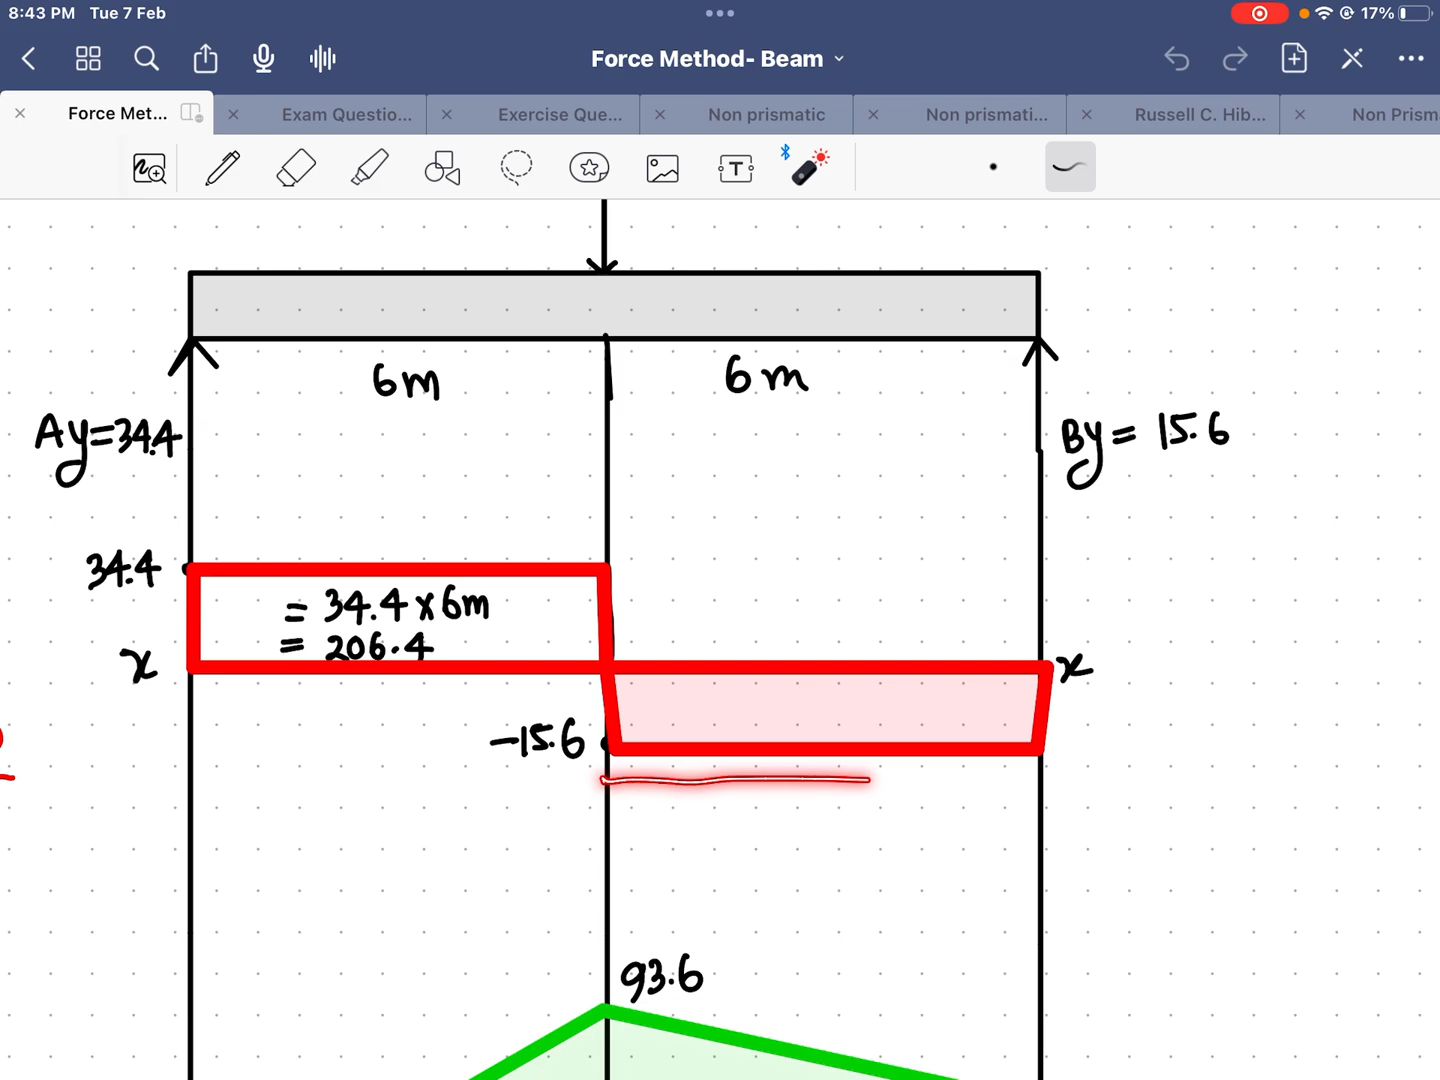 8:43 PM Tue 7 Feb
17%
Force Method- Beam
Force Met...
Exam Questio...
Exercise Que...
Non prismatic
Non prismati...
Russell C. Hib...
Non Prism
T
6m
6m
Ay=34.4
By= 15.6
34.4
= 34.4×6m
= 206.4
x
x
-15.6
93.6